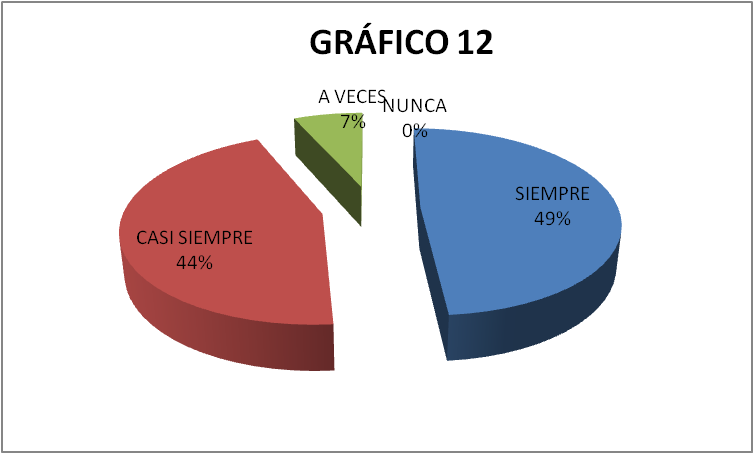 GRÁFICO 12
A VECES
7%
NUNCA
0%
SIEMPRE
49%
CASI SIEMPRE
44%